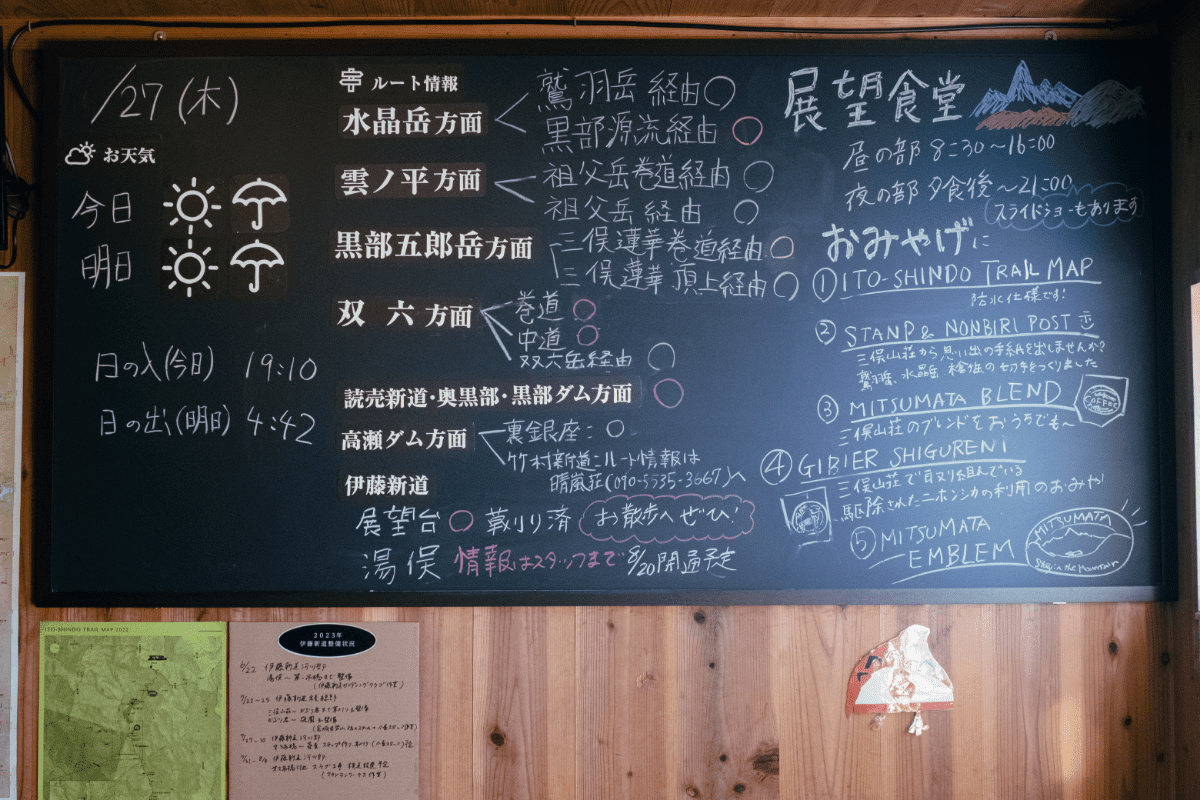 /27 (木)
お天気
今日
明日
日の入(今日) 19:10
日の出(明日) 4:42
ルート情報
水晶岳方面
鷲羽岳 経由○
黒部源流経由 ○
雲ノ平方面
祖父岳巻道経由 ○
祖父岳経由 ○
黒部五郎岳方面
三俣蓮華巻道経由○
三俣蓮華頂上経由○
双六方面
巻道 ○
中道 ○
双六岳経由 ○
読売新道・奥黒部・黒部ダム方面 ○
高瀬ダム方面
裏銀座: ○
竹村新道:ルート情報は
晴嵐荘(090-5535-3667)へ
伊藤新道
展望台 ○ 草刈り済 お散歩へぜひ!
湯俣 情報はスタッフまで 8/20開通予定
展望食堂
昼の部 8:30~16:00
夜の部 夕食後~21:00
スライドショーもあります
おみやげに
① ITO-SHINDO TRAIL MAP
防水仕様です!
② STANP & NONBIRI POST
三俣山荘から思い出の手紙を出しませんか?
鷲羽、水晶岳
切手をつくりました
③ MITSUMATA BLEND
COFFEE
三俣山荘のブレンドをおうちでも~
④ GIBIER SHIGURENI
三俣山荘で取り組んでいる
駆除されたニホンジカの利用のおみや
⑤ MITSUMATA
EMBLEM
MITSUMATA
Stay in the Mountain
ITO-SHINDO TRAIL MAP 2022
2023年
伊藤新道整備状況